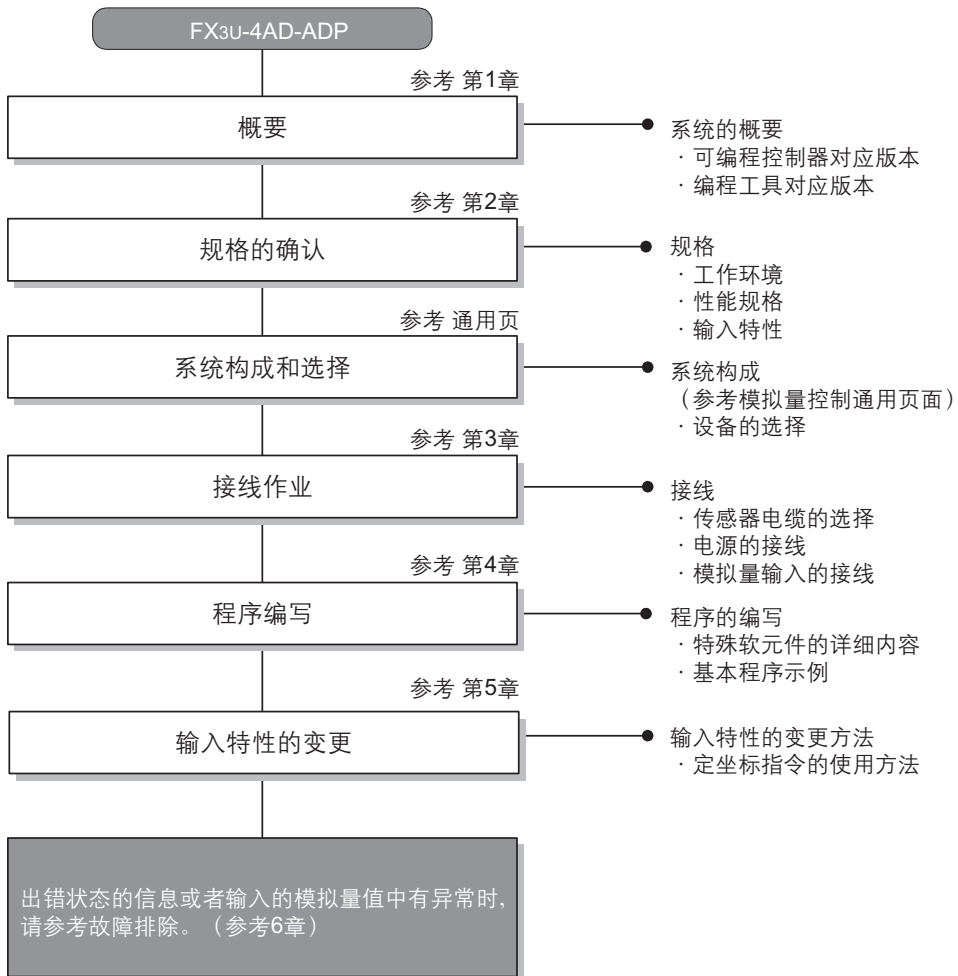 FX3U-4AD-ADP
参考 第1章
概要
系统的概要
· 可编程控制器对应版本
· 编程工具对应版本
参考 第2章
规格的确认
规格
· 工作环境
· 性能规格
· 输入特性
参考 通用页
系统构成和选择
系统构成
（参考模拟量控制通用页面）
· 设备的选择
参考 第3章
接线作业
接线
· 传感器电缆的选择
· 电源的接线
· 模拟量输入的接线
参考 第4章
程序编写
程序的编写
· 特殊软元件的详细内容
· 基本程序示例
参考 第5章
输入特性的变更
输入特性的变更方法
· 定坐标指令的使用方法
出错状态的信息或者输入的模拟量值中有异常时,
请参考故障排除。（参考6章）